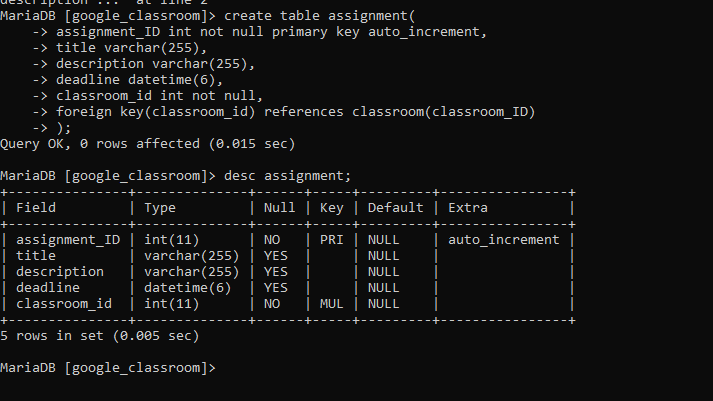 description ...' at line 2
MariaDB [google_classroom]> create table assignment(
    -> assignment_ID int not null primary key auto_increment,
    -> title varchar(255),
    -> description varchar(255),
    -> deadline datetime(6),
    -> classroom_id int not null,
    -> foreign key(classroom_id) references classroom(classroom_ID)
    -> );
Query OK, 0 rows affected (0.015 sec)

MariaDB [google_classroom]> desc assignment;
+---------------+--------------+------+-----+---------+----------------+
| Field         | Type         | Null | Key | Default | Extra          |
+---------------+--------------+------+-----+---------+----------------+
| assignment_ID | int(11)      | NO   | PRI | NULL    | auto_increment |
| title         | varchar(255) | YES  |     | NULL    |                |
| description   | varchar(255) | YES  |     | NULL    |                |
| deadline      | datetime(6)  | YES  |     | NULL    |                |
| classroom_id  | int(11)      | NO   | MUL | NULL    |                |
+---------------+--------------+------+-----+---------+----------------+
5 rows in set (0.005 sec)

MariaDB [google_classroom]>